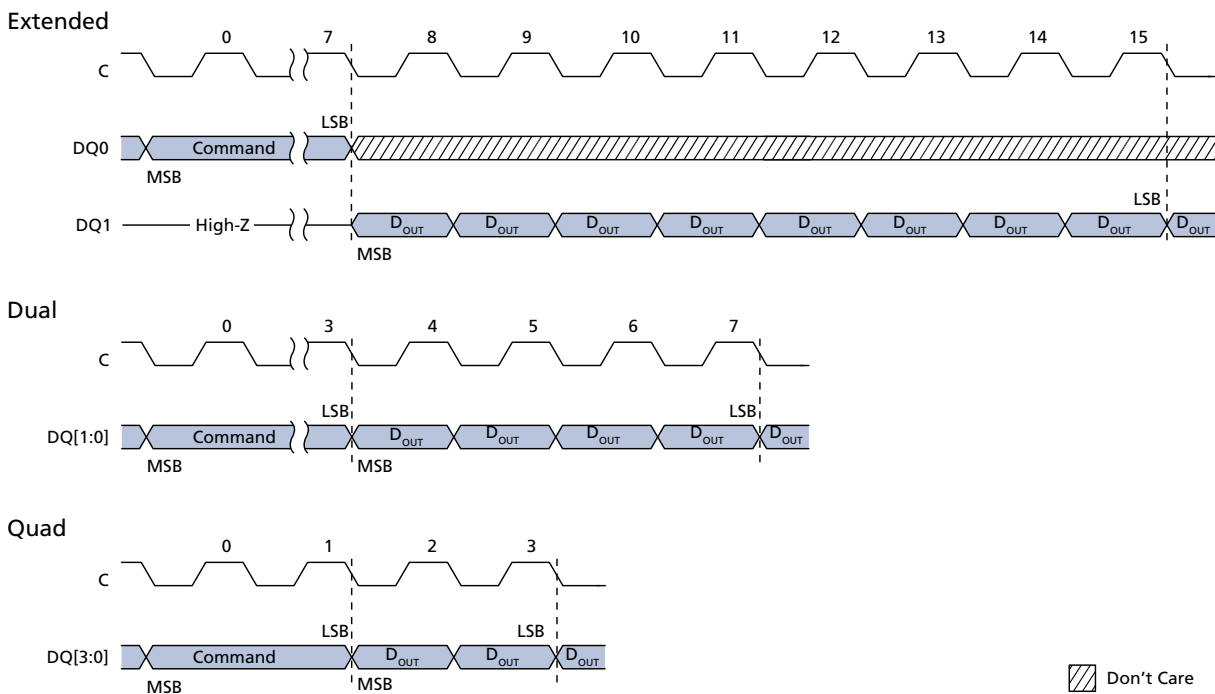 Extended
0 7 8 9 10 11 12 13 14 15
C
LSB
DQ0 Command
MSB
LSB
DQ1 High-Z DOUT DOUT DOUT DOUT DOUT DOUT DOUT DOUT DOUT
MSB
Dual
0 3 4 5 6 7
C
LSB LSB
DQ[1:0] Command DOUT DOUT DOUT DOUT DOUT
MSB MSB
Quad
0 1 2 3
C
LSB LSB
DQ[3:0] Command DOUT DOUT DOUT
MSB MSB
Don't Care